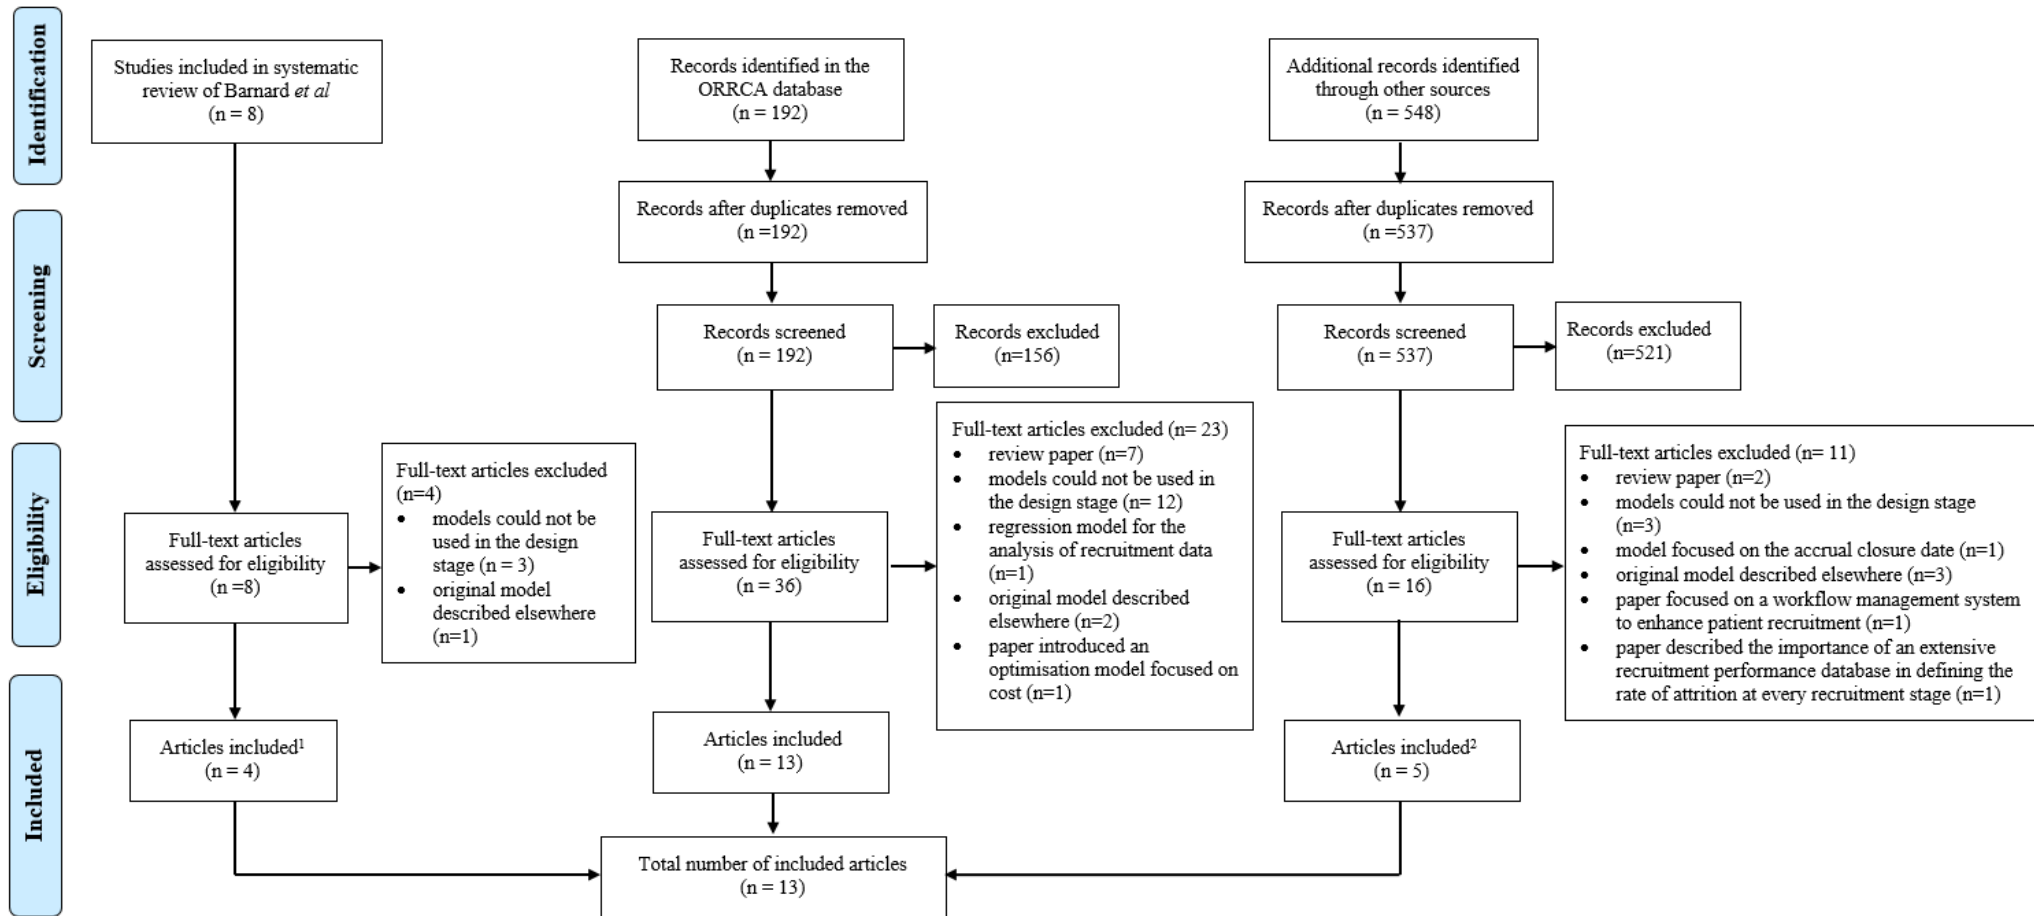 Identification
Studies included in systematic
review of Barnard et al
(n = 8)
Records identified in the
ORRCA database
(n = 192)
Additional records identified
through other sources
(n = 548)
Records after duplicates removed
(n =192)
Records after duplicates removed
(n =537)
Screening
Records screened
(n = 192)
Records excluded
(n=156)
Records screened
(n = 537)
Records excluded
(n=521)
Eligibility
Full-text articles
assessed for eligibility
(n =8)
Full-text articles excluded
(n=4)
• models could not be
used in the design
stage (n = 3)
• original model
described elsewhere
(n=1)
Full-text articles
assessed for eligibility
(n = 36)
Full-text articles excluded (n= 23)
• review paper (n=7)
• models could not be used in
the design stage (n= 12)
• regression model for the
analysis of recruitment data
(n=1)
• original model described
elsewhere (n=2)
• paper introduced an
optimisation model focused on
cost (n=1)
Full-text articles
assessed for eligibility
(n = 16)
Full-text articles excluded (n= 11)
• review paper (n=2)
• models could not be used in the design stage
(n=3)
• model focused on the accrual closure date (n=1)
• original model described elsewhere (n=3)
• paper focused on a workflow management system
to enhance patient recruitment (n=1)
• paper described the importance of an extensive
recruitment performance database in defining the
rate of attrition at every recruitment stage (n=1)
Included
Articles included¹
(n = 4)
Articles included
(n = 13)
Articles included²
(n = 5)
Total number of included articles
(n = 13)